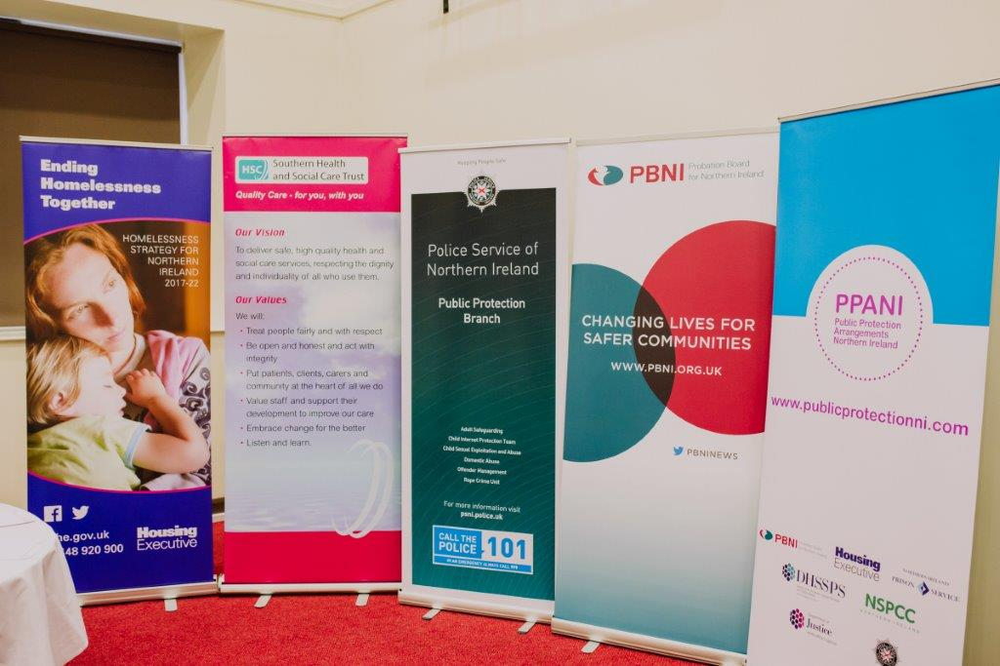 Ending
Homelessness
Together
HOMELESSNESS
STRATEGY FOR
NORTHERN
IRELAND
2017-22
he.gov.uk
48 920 900
Housing
Executive
HSC
Southern Health
and Social Care Trust
Quality Care - for you, with you
Our Vision
To deliver safe, high quality health and
social care services, respecting the dignity
and individuality of all who use them.
Our Values
We will:
• Treat people fairly and with respect
• Be open and honest and act with
integrity
• Put patients, clients, carers and
community at the heart of all we do
• Value staff and support their
development to improve our care
• Embrace change for the better
• Listen and learn.
Keeping People Safe
Police Service of
Northern Ireland
Public Protection
Branch
Adult Safeguarding
Child Internet Protection Team
Child Sexual Exploitation and Abuse
Domestic Abuse
Offender Management
Rape Crime Unit
For more information visit
psni.police.uk
CALL THE
POLICE
101
IN AN EMERGENCY ALWAYS CALL 999
PBNI
Probation Board
for Northern Ireland
CHANGING LIVES FOR
SAFER COMMUNITIES
WWW.PBNI.ORG.UK
PBNINEWS
PPANI
Public Protection
Arrangements
Northern Ireland
www.publicprotectionni.com
PBNI
Housing
Executive
NORTHERN IRELAND
PRISON SERVICE
DHSSPS
NSPCC
NORTHERN IRELAND
Justice